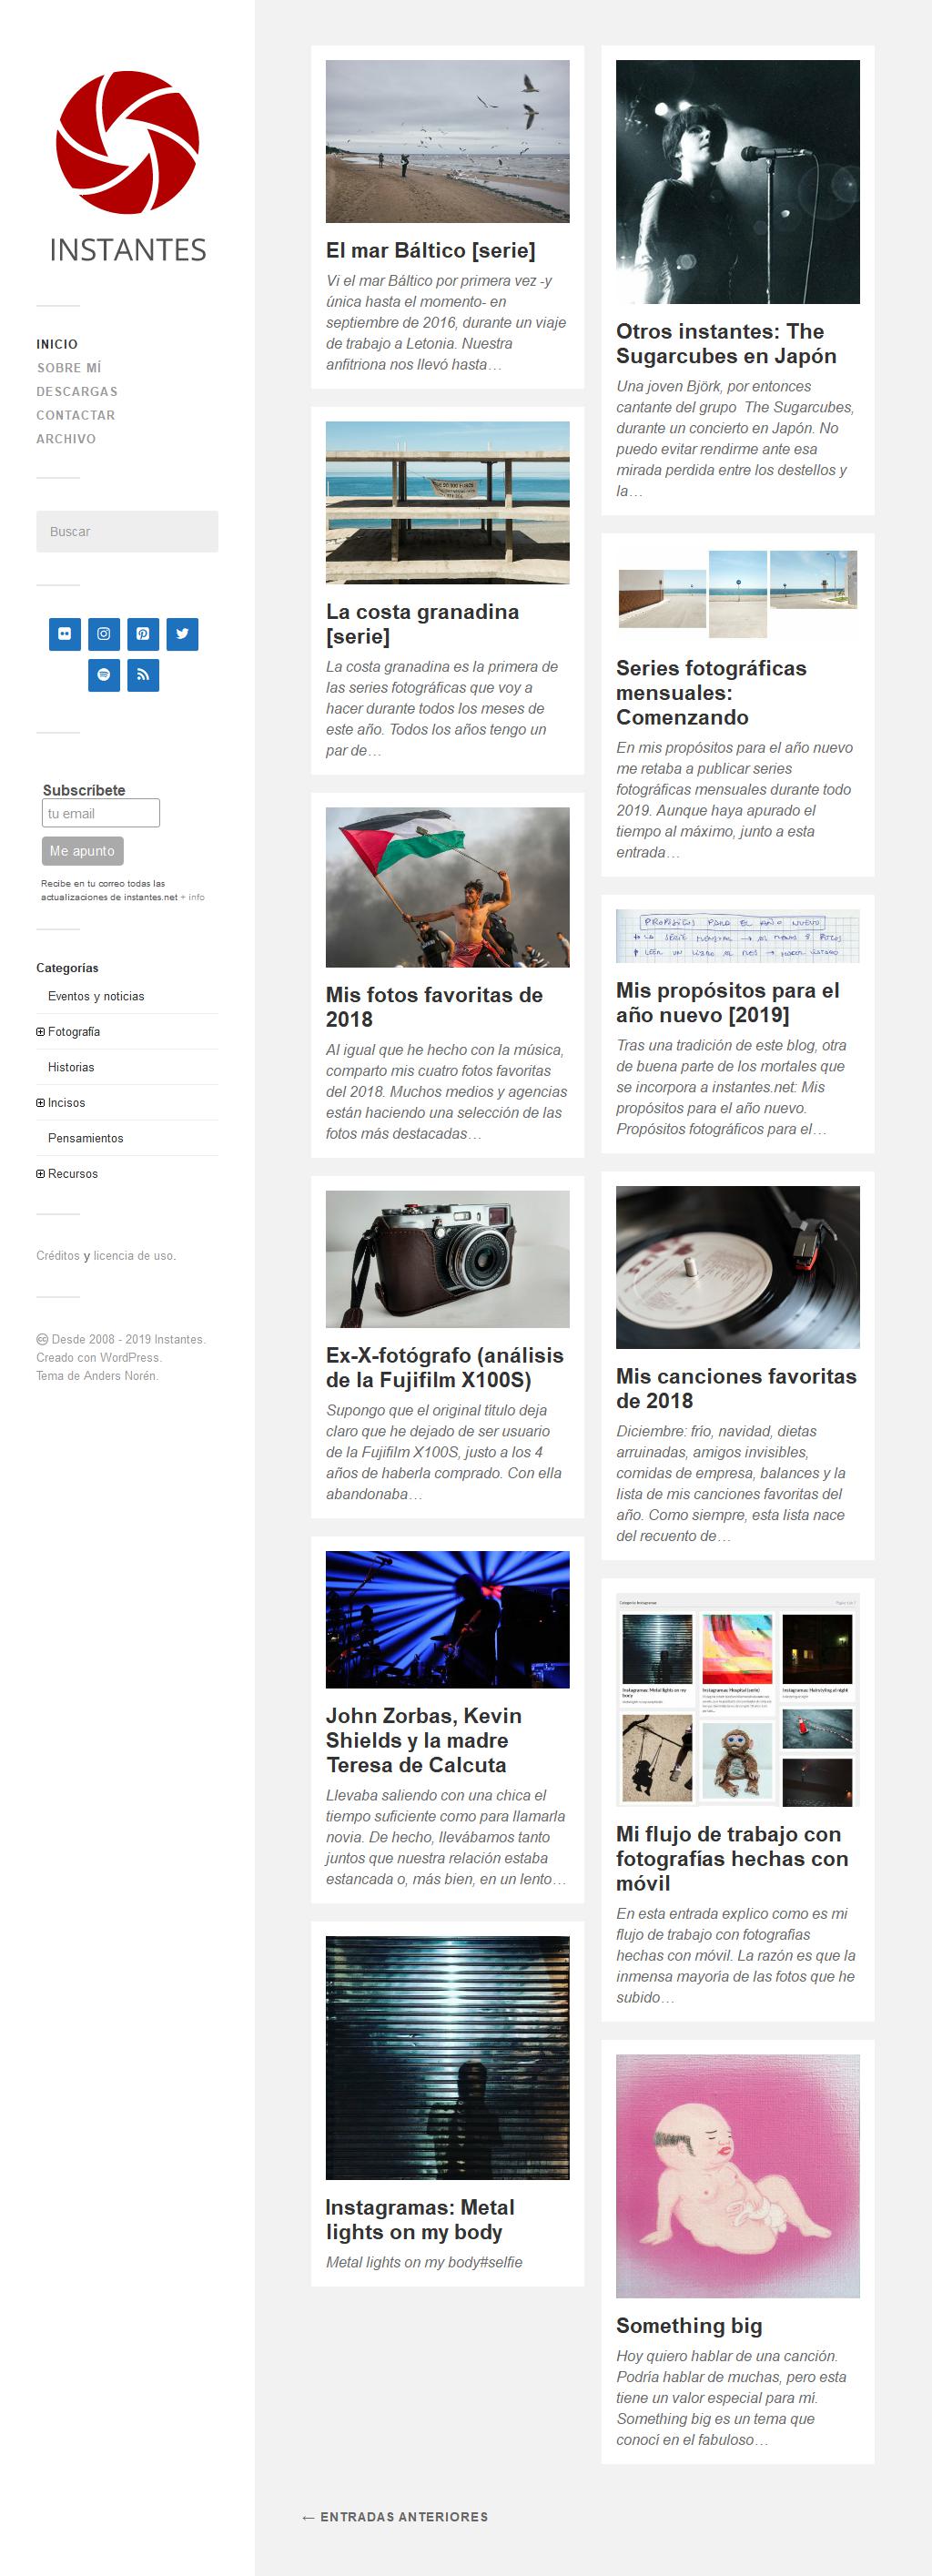 INSTANTES
INICIO
SOBRE MÍ
DESCARGAS
CONTACTAR
ARCHIVO
Buscar
Subscríbete
tu email
Me apunto
Recibe en tu correo todas las
actualizaciones de instantes.net + info
Categorías
Eventos y noticias
Fotografía
Historias
Incisos
Pensamientos
Recursos
Créditos y licencia de uso.
Desde 2008 - 2019 Instantes.
Creado con WordPress.
Tema de Anders Norén.
El mar Báltico [serie]
Vi el mar Báltico por primera vez -y
única hasta el momento- en
septiembre de 2016, durante un viaje
de trabajo a Letonia. Nuestra
anfitriona nos llevó hasta…
La costa granadina
[serie]
La costa granadina es la primera de
las series fotográficas que voy a
hacer durante todos los meses de
este año. Todos los años tengo un
par de…
Mis fotos favoritas de
2018
Al igual que he hecho con la música,
comparto mis cuatro fotos favoritas
del 2018. Muchos medios y agencias
están haciendo una selección de las
fotos más destacadas…
Ex-X-fotógrafo (análisis
de la Fujifilm X100S)
Supongo que el original título deja
claro que he dejado de ser usuario
de la Fujifilm X100S, justo a los 4
años de haberla comprado. Con ella
abandonaba…
John Zorbas, Kevin
Shields y la madre
Teresa de Calcuta
Llevaba saliendo con una chica el
tiempo suficiente como para llamarla
novia. De hecho, llevábamos tanto
juntos que nuestra relación estaba
estancada o, más bien, en un lento…
Instagramas: Metal
lights on my body
Metal lights on my body#selfie
Otros instantes: The
Sugarcubes en Japón
Una joven Björk, por entonces
cantante del grupo  The Sugarcubes,
durante un concierto en Japón. No
puedo evitar rendirme ante esa
mirada perdida entre los destellos y
la…
Series fotográficas
mensuales:
Comenzando
En mis propósitos para el año nuevo
me retaba a publicar series
fotográficas mensuales durante todo
2019. Aunque haya apurado el
tiempo al máximo, junto a esta
entrada…
PROPÓSITOS PARA EL AÑO NUEVO
Mis propósitos para el
año nuevo [2019]
Tras una tradición de este blog, otra
de buena parte de los mortales que
se incorpora a instantes.net: Mis
propósitos para el año nuevo.
Propósitos fotográficos para el…
Mis canciones favoritas
de 2018
Diciembre: frío, navidad, dietas
arruinadas, amigos invisibles,
comidas de empresa, balances y la
lista de mis canciones favoritas del
año. Como siempre, esta lista nace
del recuento de…
Mi flujo de trabajo con
fotografías hechas con
móvil
En esta entrada explico como es mi
flujo de trabajo con fotografías
hechas con móvil. La razón es que la
inmensa mayoría de las fotos que he
subido…
Something big
Hoy quiero hablar de una canción.
Podría hablar de muchas, pero esta
tiene un valor especial para mí.
Something big es un tema que
conocí en el fabuloso…
← ENTRADAS ANTERIORES